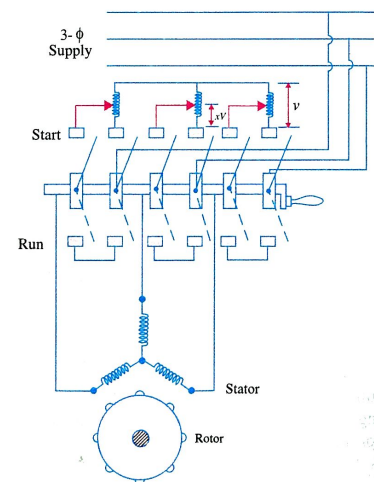 3-ϕ
Supply
V
xV
Start
Run
Stator
Rotor